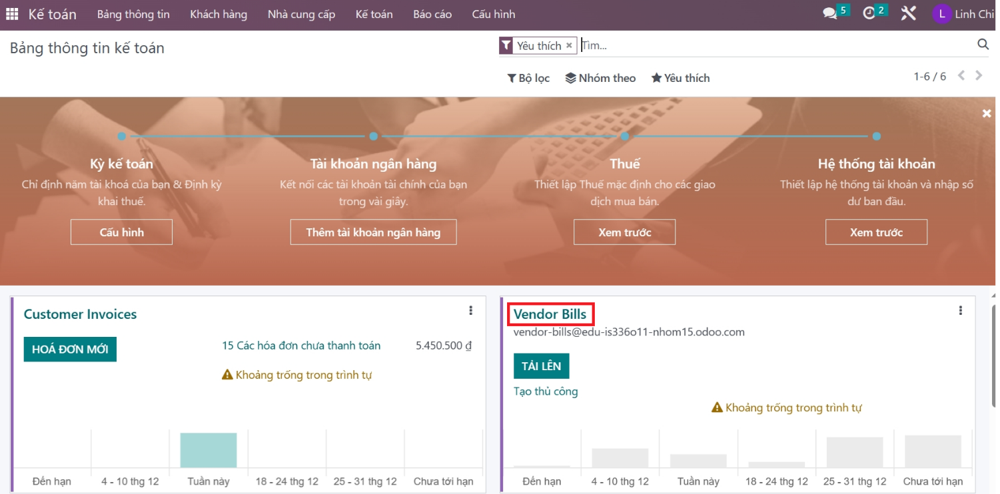 Kế toán Bảng thông tin Khách hàng Nhà cung cấp Kế toán Báo cáo Cấu hình 5 2 L Linh Chi
Bảng thông tin kế toán
Yêu thích × Tìm...
Bộ lọc Nhóm theo Yêu thích 1-6 / 6
Kỳ kế toán
Chỉ định năm tài khoá của bạn & Định kỳ
khai thuế.
Cấu hình
Tài khoản ngân hàng
Kết nối các tài khoản tài chính của bạn
trong vài giây.
Thêm tài khoản ngân hàng
Thuế
Thiết lập Thuế mặc định cho các giao
dịch mua bán.
Xem trước
Hệ thống tài khoản
Thiết lập hệ thống tài khoản và nhập số
dư ban đầu.
Xem trước
Customer Invoices
HOÁ ĐƠN MỚI
15 Các hóa đơn chưa thanh toán 5.450.500 ₫
Khoảng trống trong trình tự
Đến hạn 4 - 10 thg 12 Tuần này 18 - 24 thg 12 25 - 31 thg 12 Chưa tới hạn
Vendor Bills
vendor-bills@edu-is336o11-nhom15.odoo.com
TẢI LÊN
Tạo thủ công
Khoảng trống trong trình tự
Đến hạn 4 - 10 thg 12 Tuần này 18 - 24 thg 12 25 - 31 thg 12 Chưa tới hạn